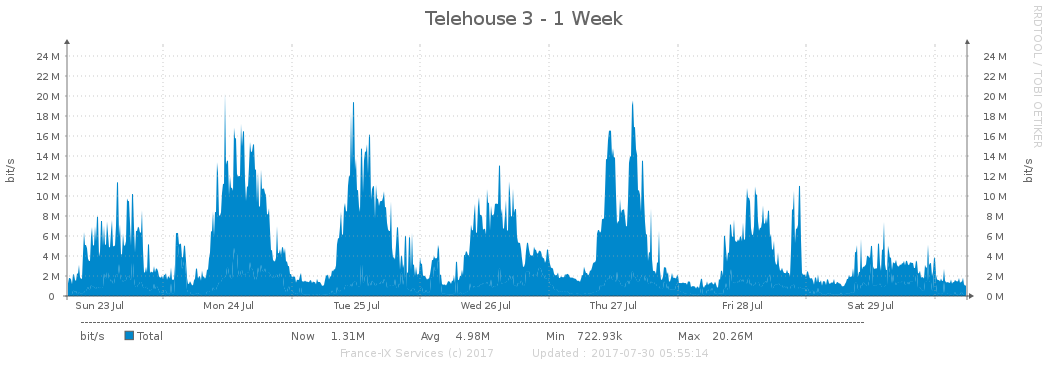 Telehouse 3 - 1 Week
RRDTOOL / TOBI OETIKER
bit/s
24 M
22 M
20 M
18 M
16 M
14 M
12 M
10 M
8 M
6 M
4 M
2 M
0
24 M
22 M
20 M
18 M
16 M
14 M
12 M
10 M
8 M
6 M
4 M
2 M
0 M
bit/s
Sun 23 Jul Mon 24 Jul Tue 25 Jul Wed 26 Jul Thu 27 Jul Fri 28 Jul Sat 29 Jul
bit/s Total Now 1.31M Avg 4.98M Min 722.93k Max 20.26M
France-IX Services (c) 2017 Updated : 2017-07-30 05:55:14